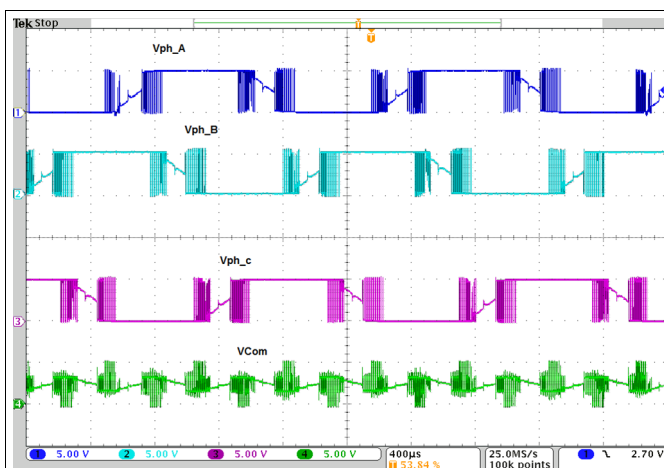 Tek Stop
T
T
Vph_A
1
Vph_B
2
Vph_c
3
VCom
4
1 5.00 V 2 5.00 V 3 5.00 V 4 5.00 V 400µs 25.0MS/s 1 2.70 V
T 53.84 % 100k points